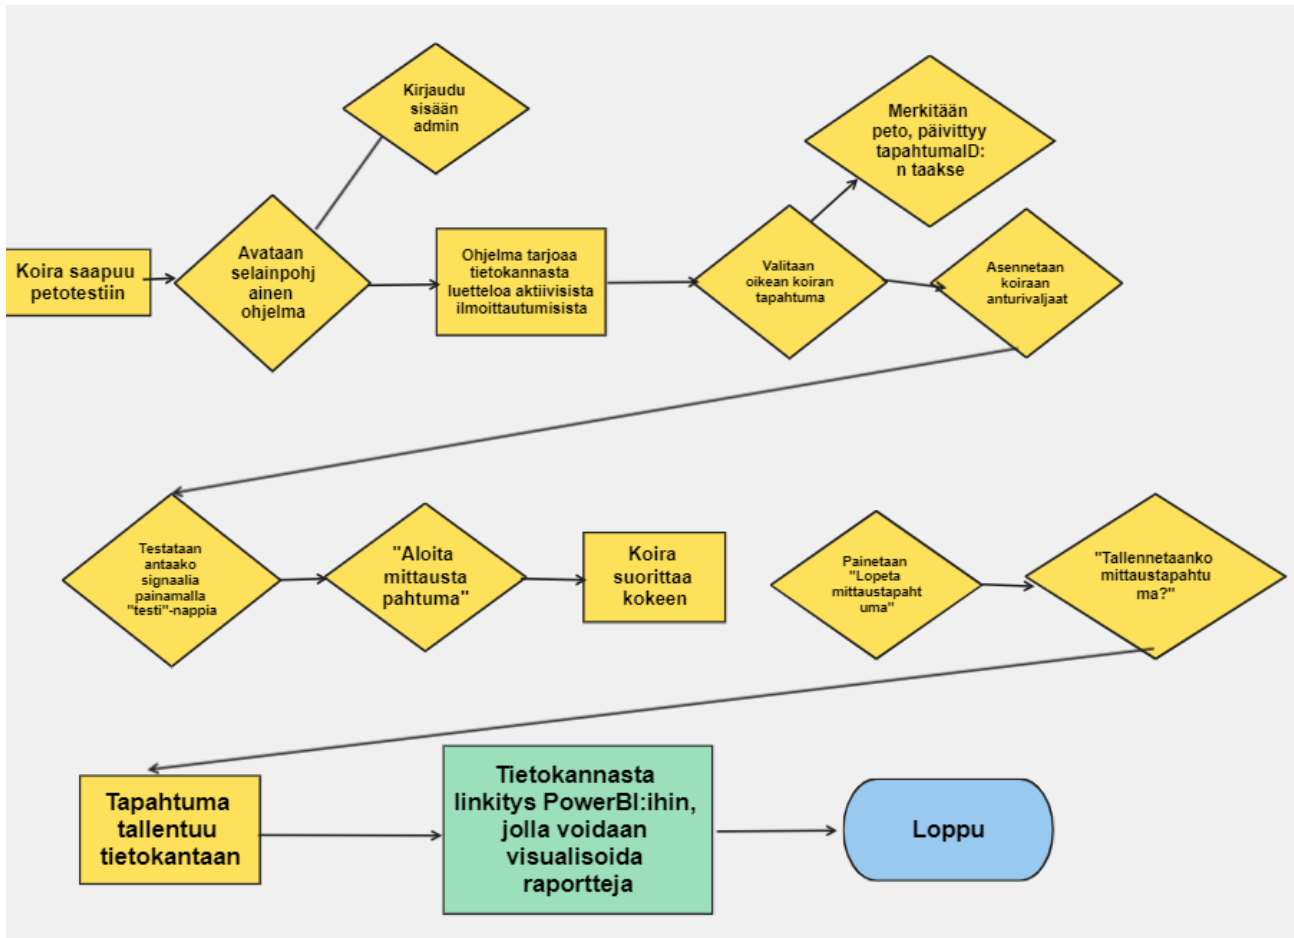 Kirjaudu
sisään
admin
Merkitään
peto, päivittyy
tapahtumaID:
n taakse
Koira saapuu
petotestiin
Avataan
selainpohj
ainen
ohjelma
Ohjelma tarjoaa
tietokannasta
luetteloa aktiivisista
ilmoittautumisista
Valitaan
oikean koiran
tapahtuma
Asennetaan
koiraan
anturivaljaat
Testataan
antaako
signaalia
painamalla
"testi"-nappia
"Aloita
mittausta
pahtuma"
Koira
suorittaa
kokeen
Painetaan
"Lopeta
mittaustapaht
uma"
"Tallennetaanko
mittaustapahtu
ma?"
Tapahtuma
tallentuu
tietokantaan
Tietokannasta
linkitys PowerBI:ihin,
jolla voidaan
visualisoida
raportteja
Loppu